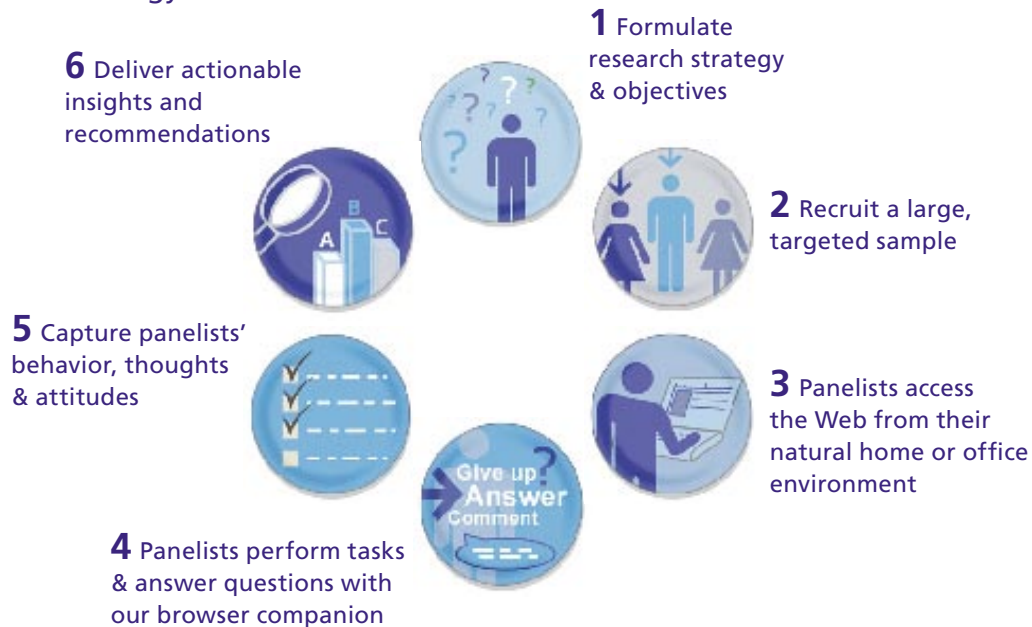 1 Formulate
research strategy
& objectives
2 Recruit a large,
targeted sample
3 Panelists access
the Web from their
natural home or office
environment
4 Panelists perform tasks
& answer questions with
our browser companion
5 Capture panelists'
behavior, thoughts
& attitudes
6 Deliver actionable
insights and
recommendations
? ? ? ? ? ? ? ?
A
B
C
Give up
?
Answer
Comment